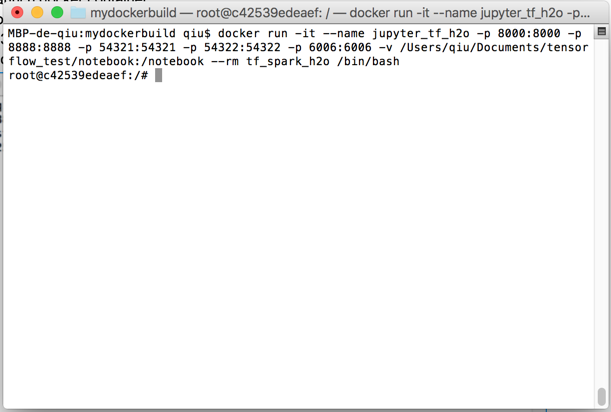 mydockerbuild — root@c42539edeaef: / — docker run -it --name jupyter_tf_h2o -p...
MBP-de-qiu:mydockerbuild qiu$ docker run -it --name jupyter_tf_h2o -p 8000:8000 -p
8888:8888 -p 54321:54321 -p 54322:54322 -p 6006:6006 -v /Users/qiu/Documents/tensor
flow_test/notebook:/notebook --rm tf_spark_h2o /bin/bash
root@c42539edeaef:/#